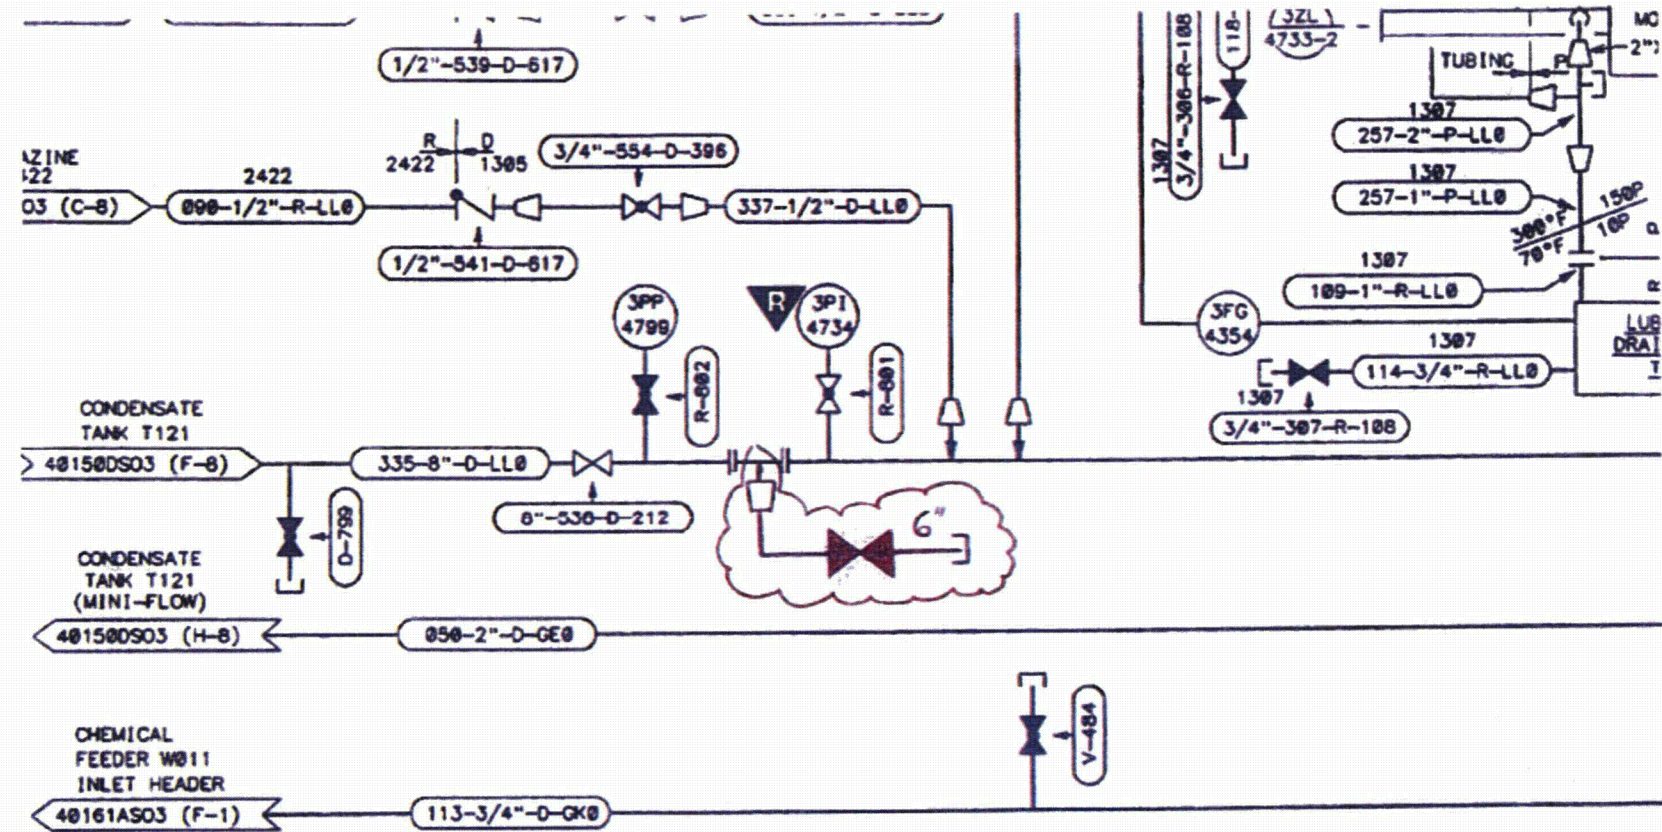 1/2"-539-D-617
3ZL
4733-2
MO
2"
TUBING
P
118-
3/4"-306-R-108
1307
R D
2422 1305
3/4"-554-D-396
2422
03 (C-8)
090-1/2"-R-LL0
337-1/2"-D-LL0
1/2"-541-D-617
1307
257-2"-P-LL0
1307
257-1"-P-LL0
150P
300°F
10P
70°F
1307
109-1"-R-LL0
R
3PP
4799
R
3PI
4734
3FG
4354
LUB
DRAI
T
1307
114-3/4"-R-LL0
1307
3/4"-307-R-108
R-802
R-801
CONDENSATE
TANK T121
40150DS03 (F-8)
335-8"-D-LL0
D-799
6"
CONDENSATE
TANK T121
(MINI-FLOW)
40150DS03 (H-8)
050-2"-D-GE0
V-484
CHEMICAL
FEEDER W011
INLET HEADER
40161AS03 (F-1)
113-3/4"-D-GK0